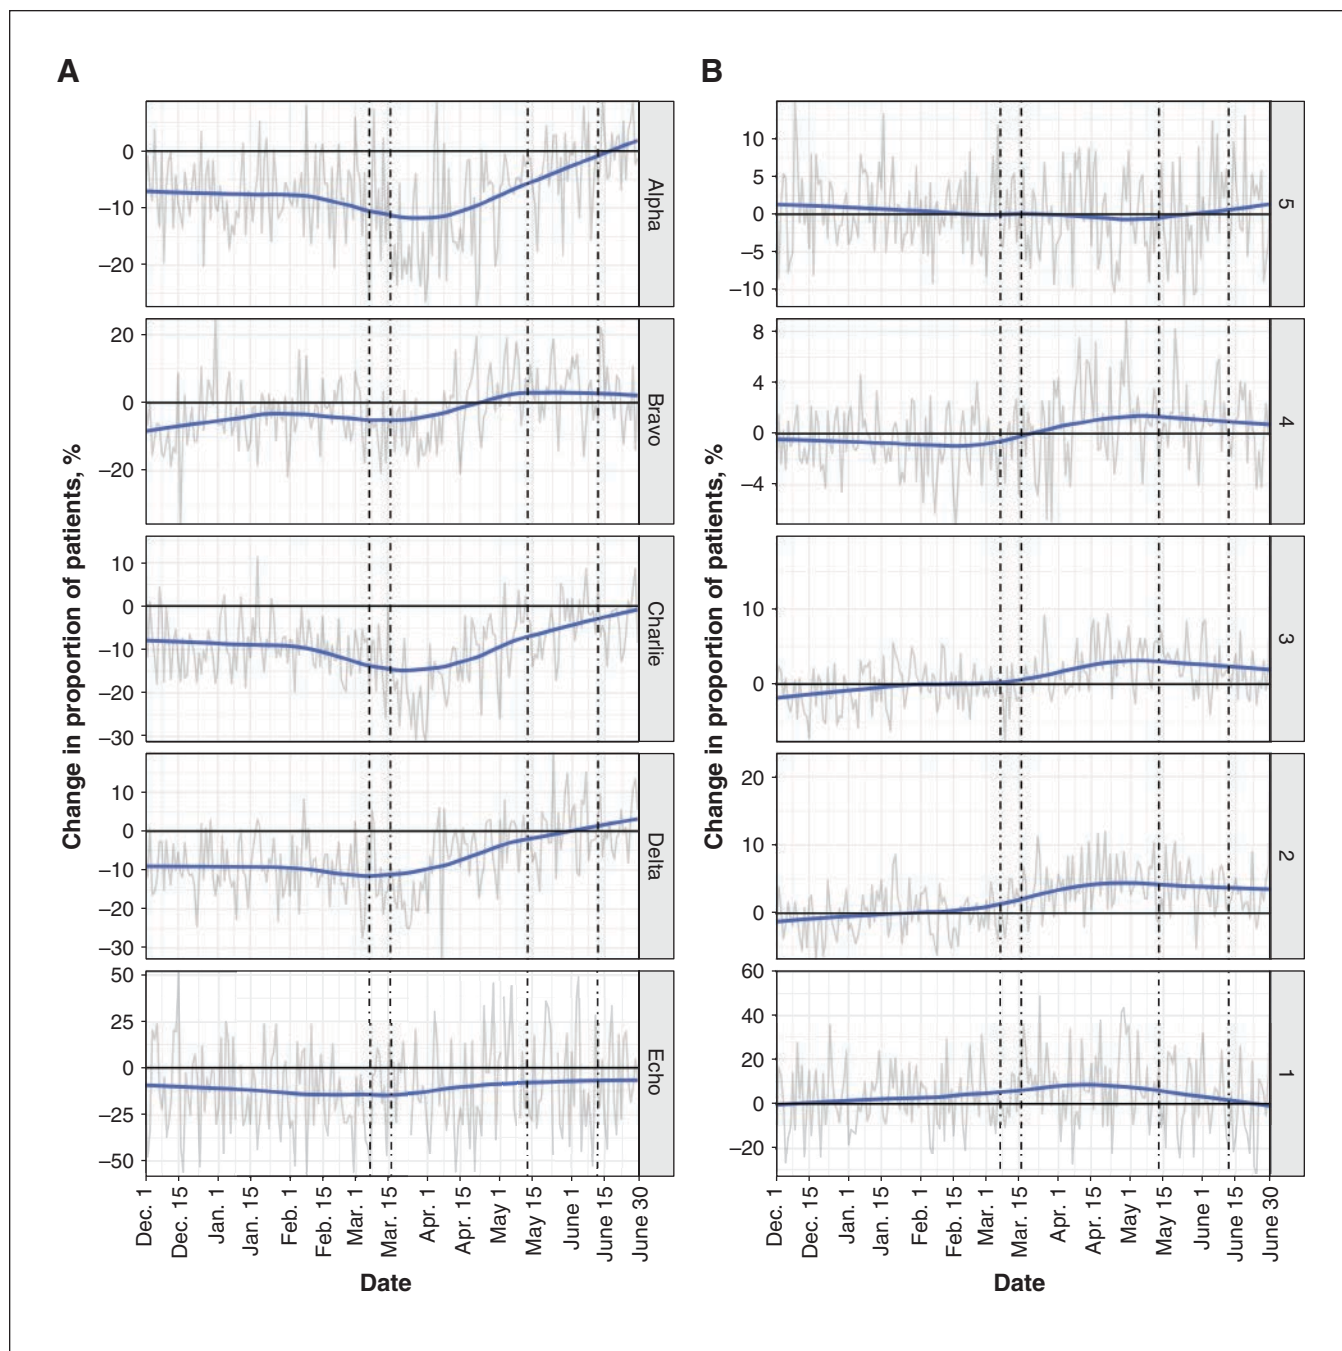 A
B
Change in proportion of patients, %
0
–10
–20
Alpha
20
0
–20
Bravo
10
0
–10
–20
–30
Charlie
10
0
–10
–20
–30
Delta
50
25
0
–25
–50
Echo
Dec. 1
Dec. 15
Jan. 1
Jan. 15
Feb. 1
Feb. 15
Mar. 1
Mar. 15
Apr. 1
Apr. 15
May 1
May 15
June 1
June 15
June 30
Date
Change in proportion of patients, %
10
5
0
–5
–10
5
8
4
0
–4
4
10
0
3
20
10
0
2
60
40
20
0
–20
1
Dec. 1
Dec. 15
Jan. 1
Jan. 15
Feb. 1
Feb. 15
Mar. 1
Mar. 15
Apr. 1
Apr. 15
May 1
May 15
June 1
June 15
June 30
Date